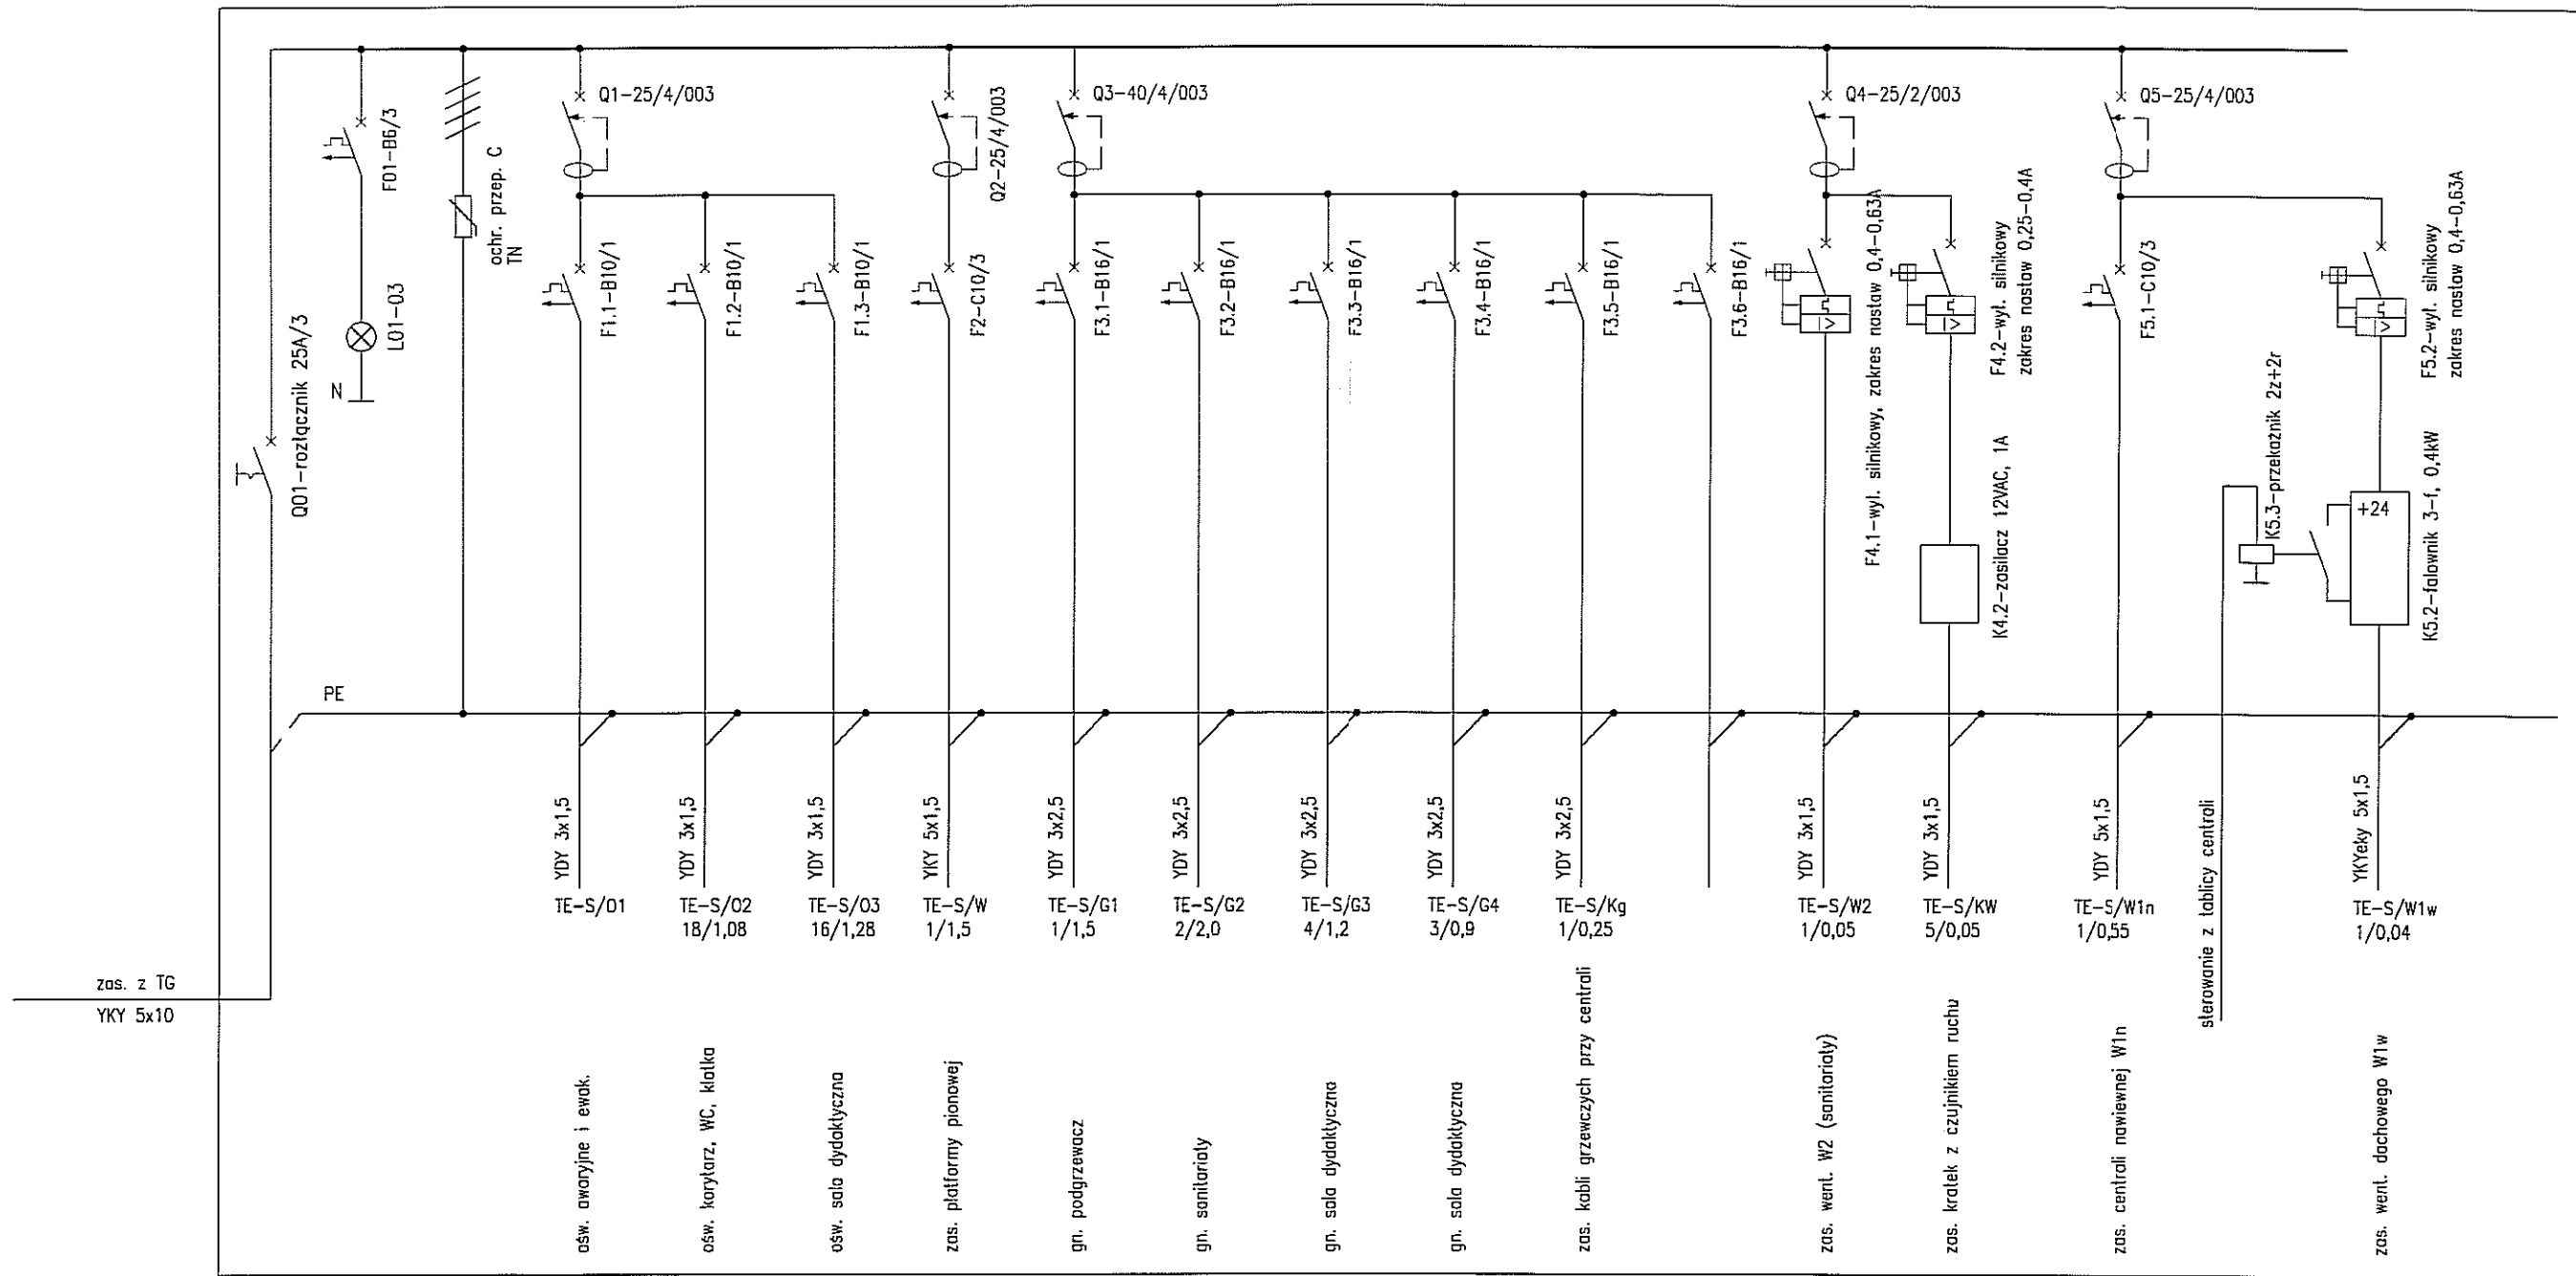 Q01-rozłącznik 25A/3
F01-B6/3
L01-03
N
ochr. przep. C
TN
Q1-25/4/003
F1.1-B10/1
F1.2-B10/1
F1.3-B10/1
Q2-25/4/003
F2-C10/3
Q3-40/4/003
F3.1-B16/1
F3.2-B16/1
F3.3-B16/1
F3.4-B16/1
F3.5-B16/1
F3.6-B16/1
Q4-25/2/003
F4.1-wył. silnikowy, zakres nastaw 0,4-0,63A
F4.2-wył. silnikowy
zakres nastaw 0,25-0,4A
K4.2-zasilacz 12VAC, 1A
Q5-25/4/003
F5.1-C10/3
K5.3-przekaźnik 2z+2r
+24
F5.2-wył. silnikowy
zakres nastaw 0,4-0,63A
K5.2-falownik 3-f, 0,4kW
PE
YDY 3x1,5
YDY 3x1,5
YDY 3x1,5
YKY 5x1,5
YDY 3x2,5
YDY 3x2,5
YDY 3x2,5
YDY 3x2,5
YDY 3x2,5
YDY 3x1,5
YDY 3x1,5
YDY 5x1,5
sterowanie z tablicy centrali
YKYeky 5x1,5
TE-S/O1
TE-S/O2
18/1,08
TE-S/O3
16/1,28
TE-S/W
1/1,5
TE-S/G1
1/1,5
TE-S/G2
2/2,0
TE-S/G3
4/1,2
TE-S/G4
3/0,9
TE-S/Kg
1/0,25
TE-S/W2
1/0,05
TE-S/KW
5/0,05
TE-S/W1n
1/0,55
TE-S/W1w
1/0,04
zas. z TG
YKY 5x10
ośw. awaryjne i ewak.
ośw. korytarz, WC, klatka
ośw. sala dydaktyczna
zas. platformy pionowej
gn. podgrzewacz
gn. sanitariaty
gn. sala dydaktyczna
gn. sala dydaktyczna
zas. kabli grzewczych przy centrali
zas. went. W2 (sanitariaty)
zas. kratek z czujnikiem ruchu
zas. centrali nawiewnej W1n
zas. went. dachowego W1w